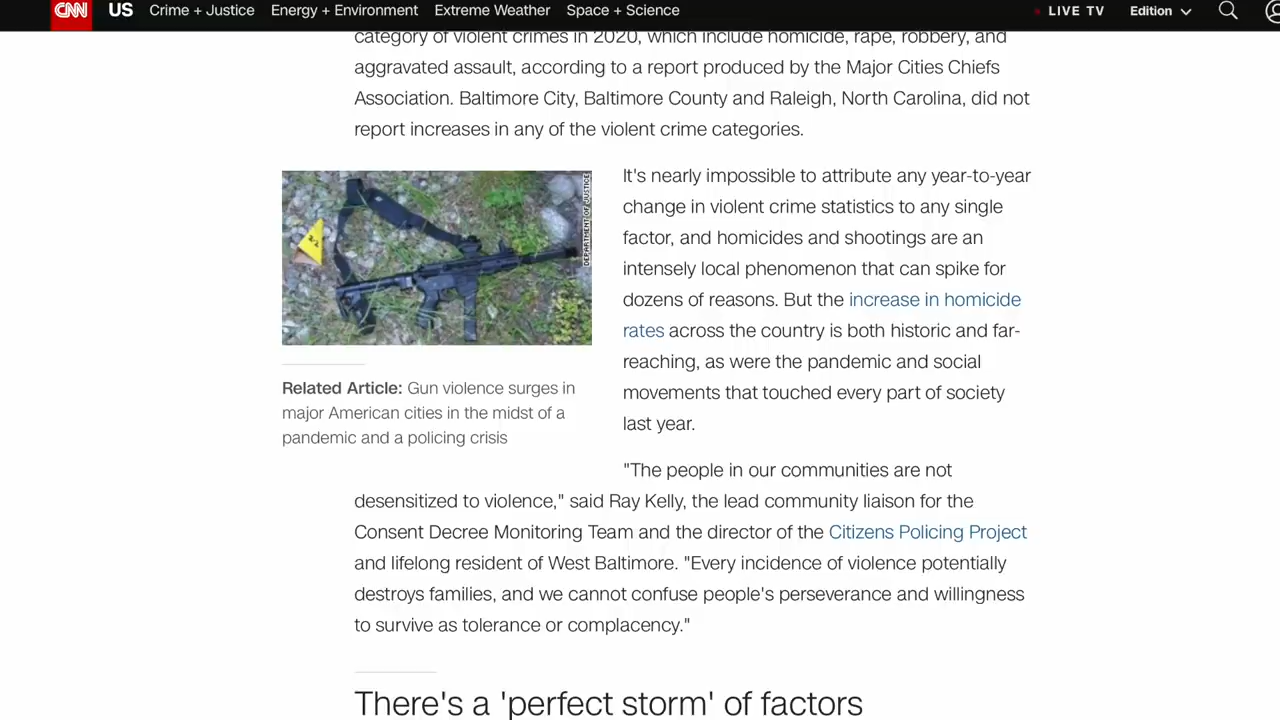 CNN US Crime + Justice Energy + Environment Extreme Weather Space + Science LIVE TV Edition
category of violent crimes in 2020, which include homicide, rape, robbery, and
aggravated assault, according to a report produced by the Major Cities Chiefs
Association. Baltimore City, Baltimore County and Raleigh, North Carolina, did not
report increases in any of the violent crime categories.
DEPARTMENT OF JUSTICE
Related Article: Gun violence surges in
major American cities in the midst of a
pandemic and a policing crisis
It's nearly impossible to attribute any year-to-year
change in violent crime statistics to any single
factor, and homicides and shootings are an
intensely local phenomenon that can spike for
dozens of reasons. But the increase in homicide
rates across the country is both historic and far-
reaching, as were the pandemic and social
movements that touched every part of society
last year.
"The people in our communities are not
desensitized to violence," said Ray Kelly, the lead community liaison for the
Consent Decree Monitoring Team and the director of the Citizens Policing Project
and lifelong resident of West Baltimore. "Every incidence of violence potentially
destroys families, and we cannot confuse people's perseverance and willingness
to survive as tolerance or complacency."
There's a 'perfect storm' of factors